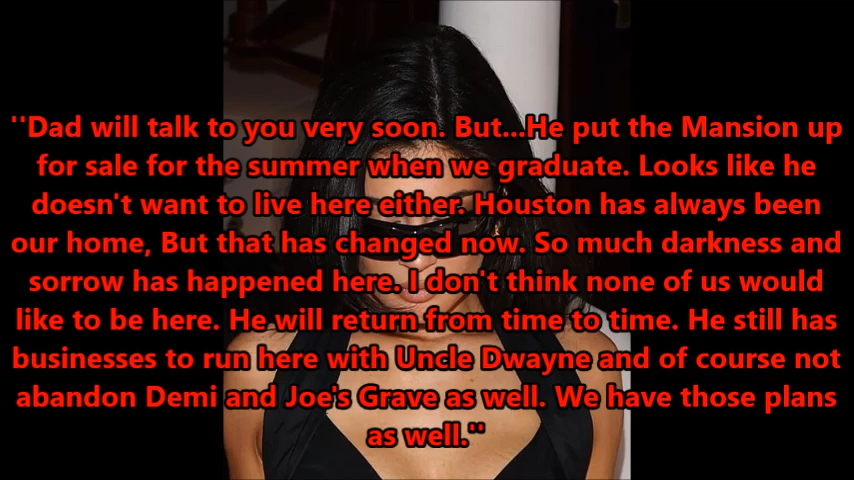 ''Dad will talk to you very soon. But...He put the Mansion up
for sale for the summer when we graduate. Looks like he
doesn't want to live here either. Houston has always been
our home, But that has changed now. So much darkness and
sorrow has happened here. I don't think none of us would
like to be here. He will return from time to time. He still has
businesses to run here with Uncle Dwayne and of course not
abandon Demi and Joe's Grave as well. We have those plans
as well.''